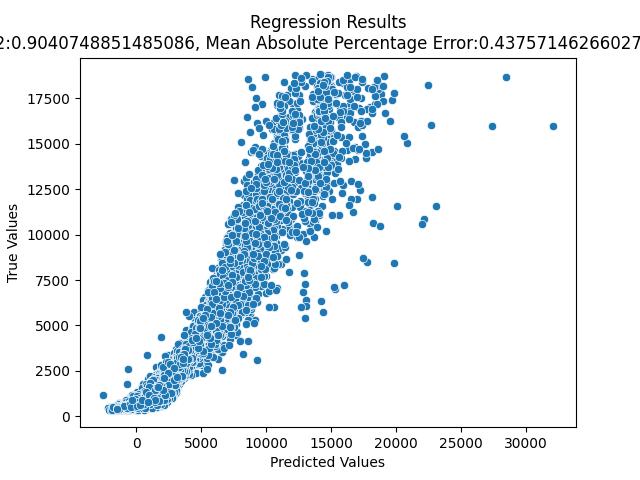 Regression Results
2:0.9040748851485086, Mean Absolute Percentage Error:0.43757146266027
17500
15000
12500
10000
7500
5000
2500
0
True Values
0 5000 10000 15000 20000 25000 30000
Predicted Values